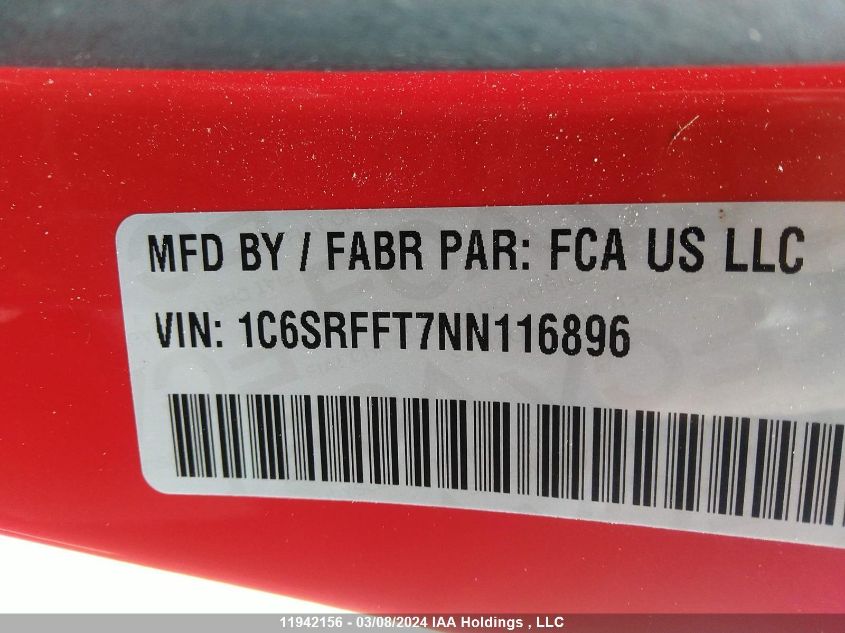 MFD BY / FABR PAR: FCA US LLC
VIN: 1C6SRFFT7NN116896
11942156 - 03/08/2024 IAA Holdings , LLC